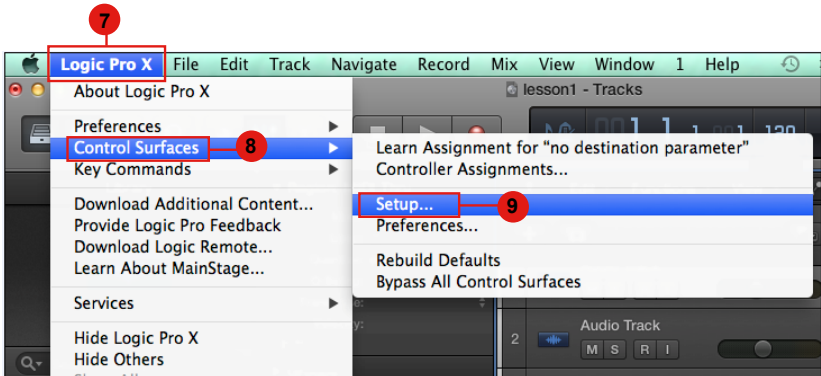 7
Logic Pro X File Edit Track Navigate Record Mix View Window 1 Help
lesson1 - Tracks
About Logic Pro X
Preferences
Control Surfaces
8
Key Commands
Learn Assignment for "no destination parameter"
Controller Assignments...
Setup...
9
Preferences...
Rebuild Defaults
Bypass All Control Surfaces
Download Additional Content...
Provide Logic Pro Feedback
Download Logic Remote...
Learn About MainStage...
Services
Hide Logic Pro X
Hide Others
2
Audio Track
M S R I